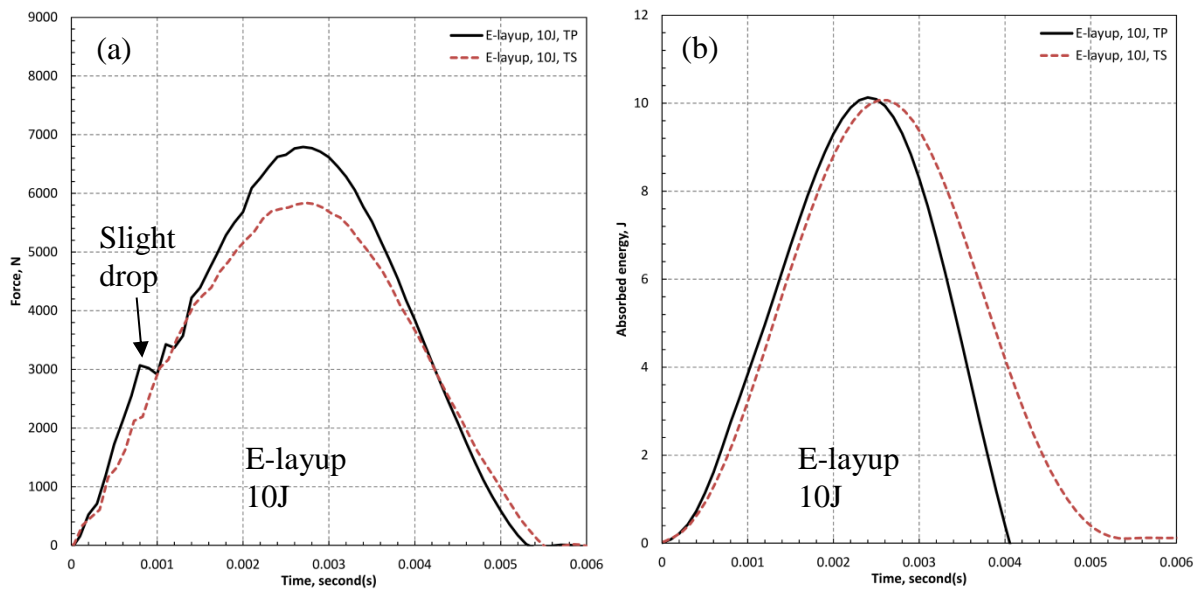 (a)
E-layup, 10J, TP
E-layup, 10J, TS
Force, N
9000
8000
7000
6000
5000
4000
3000
2000
1000
0
Slight
drop
E-layup
10J
0
0.001
0.002
0.003
0.004
0.005
0.006
Time, second(s)
(b)
E-layup, 10J, TP
E-layup, 10J, TS
Absorbed energy, J
12
10
8
6
4
2
0
E-layup
10J
0.000
0.001
0.002
0.003
0.004
0.005
0.006
Time, second(s)